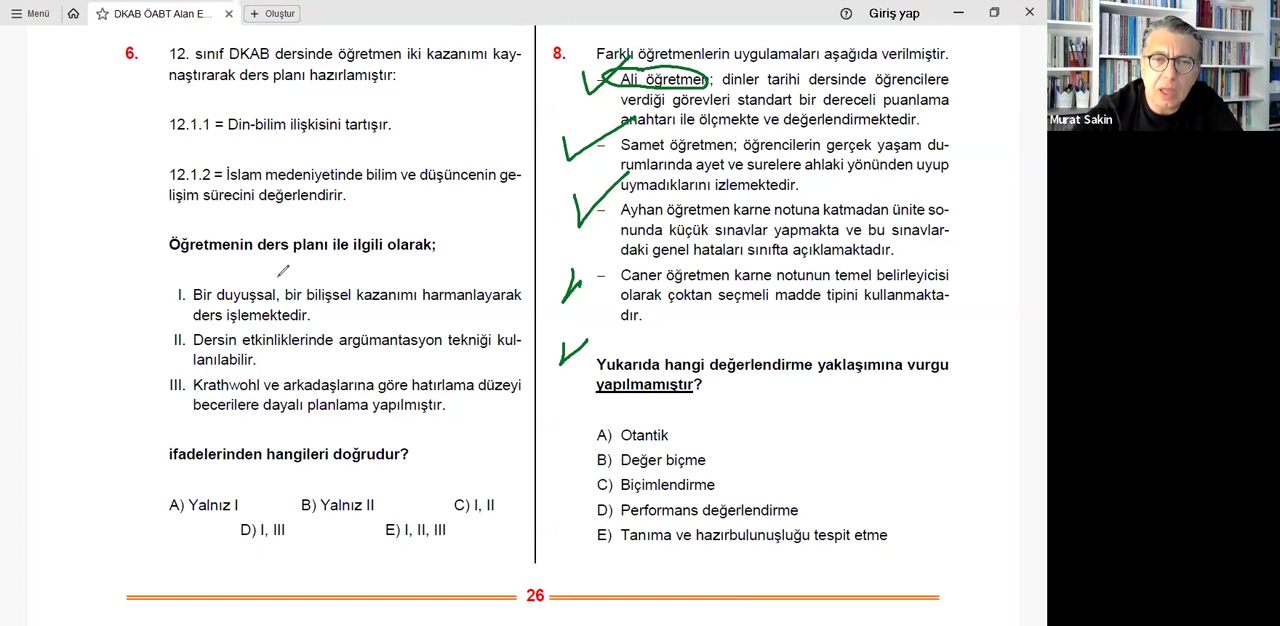 Menü
DKAB ÖABT Alan E...
Oluştur
Giriş yap
Murat Sakin
6.
12. sınıf DKAB dersinde öğretmen iki kazanımı kay-
naştırarak ders planı hazırlamıştır:
12.1.1 = Din-bilim ilişkisini tartışır.
12.1.2 = İslam medeniyetinde bilim ve düşüncenin ge-
lişim sürecini değerlendirir.
Öğretmenin ders planı ile ilgili olarak;
I. Bir duyuşsal, bir bilişsel kazanımı harmanlayarak
ders işlemektedir.
II. Dersin etkinliklerinde argümantasyon tekniği kul-
lanılabilir.
III. Krathwohl ve arkadaşlarına göre hatırlama düzeyi
becerilere dayalı planlama yapılmıştır.
ifadelerinden hangileri doğrudur?
A) Yalnız I B) Yalnız II C) I, II
D) I, III E) I, II, III
8.
Farklı öğretmenlerin uygulamaları aşağıda verilmiştir.
– Ali öğretmen; dinler tarihi dersinde öğrencilere
verdiği görevleri standart bir dereceli puanlama
anahtarı ile ölçmekte ve değerlendirmektedir.
– Samet öğretmen; öğrencilerin gerçek yaşam du-
rumlarında ayet ve surelere ahlaki yönünden uyup
uymadıklarını izlemektedir.
– Ayhan öğretmen karne notuna katmadan ünite so-
nunda küçük sınavlar yapmakta ve bu sınavlar-
daki genel hataları sınıfta açıklamaktadır.
– Caner öğretmen karne notunun temel belirleyicisi
olarak çoktan seçmeli madde tipini kullanmakta-
dır.
Yukarıda hangi değerlendirme yaklaşımına vurgu
yapılmamıştır?
A) Otantik
B) Değer biçme
C) Biçimlendirme
D) Performans değerlendirme
E) Tanıma ve hazırbulunuşluğu tespit etme
26